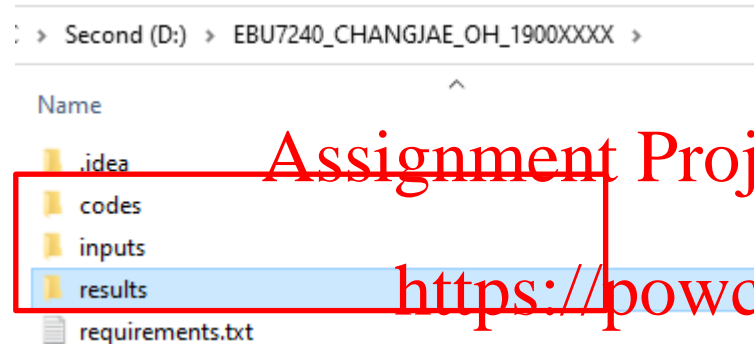 > Second (D:) > EBU7240_CHANGJAE_OH_1900XXXX >
Name
.idea
Assignment Proj
codes
inputs
results
https://powc
requirements.txt